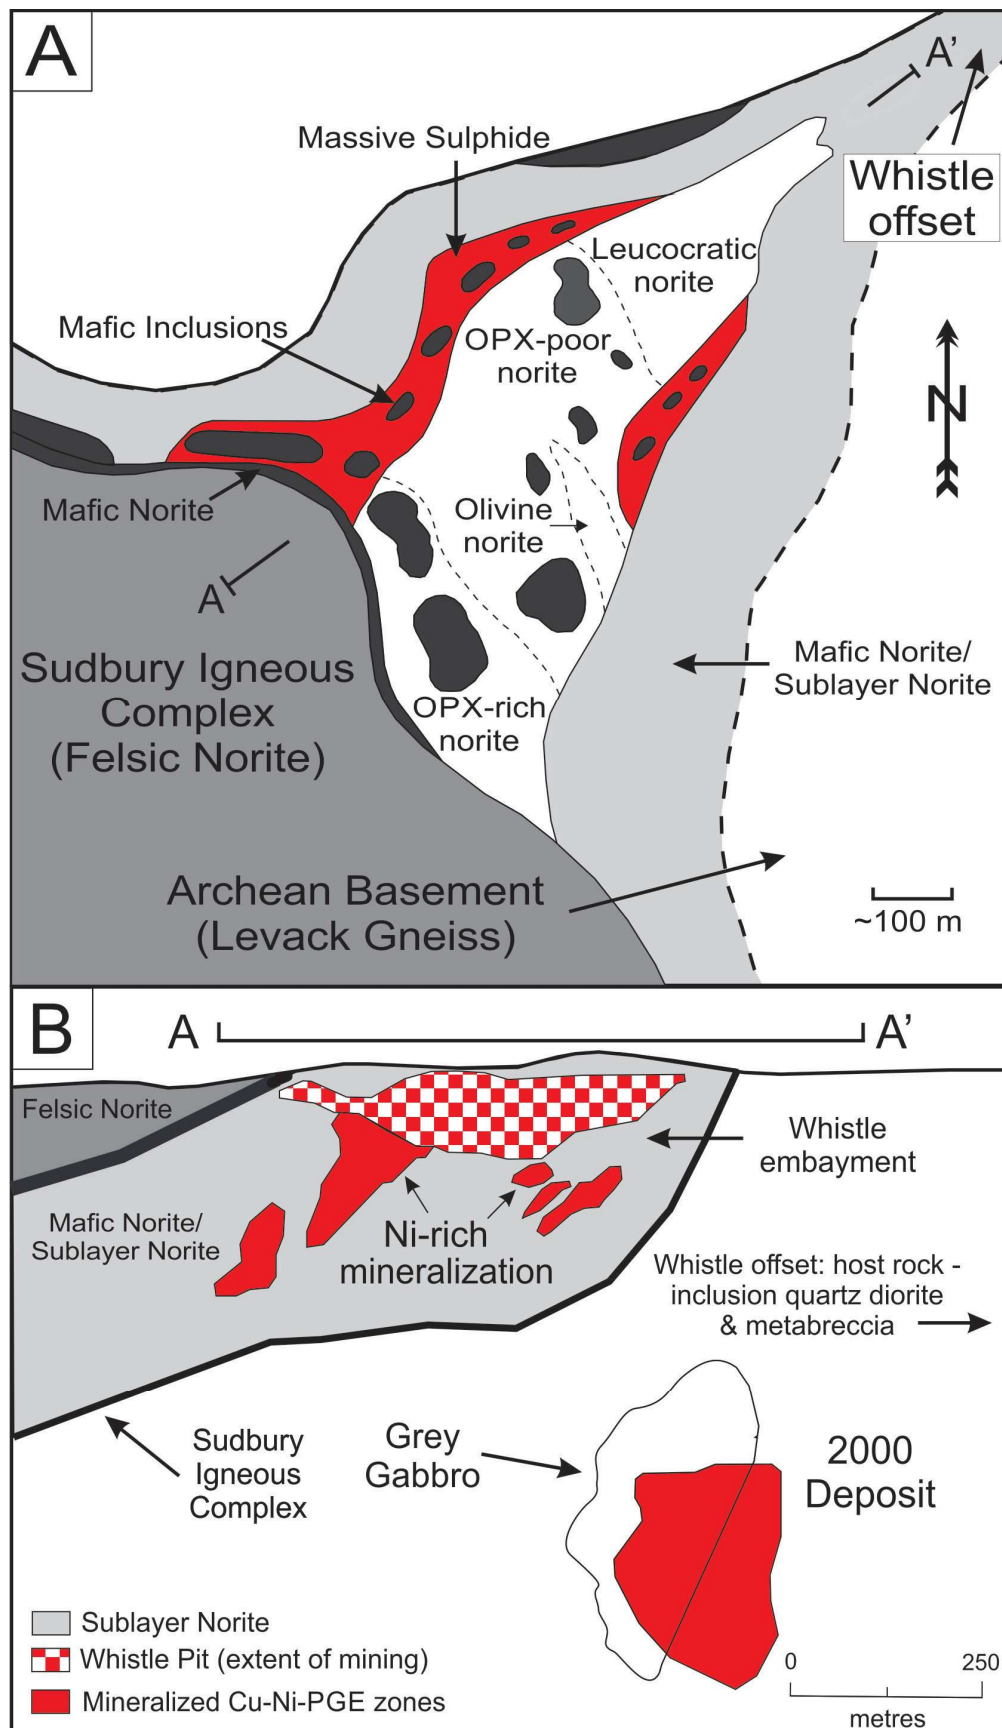 A
A'
Massive Sulphide
Whistle
offset
Leucocratic
norite
Mafic Inclusions
OPX-poor
norite
N
Mafic Norite
Olivine
norite
A
Sudbury Igneous
Complex
(Felsic Norite)
Mafic Norite/
Sublayer Norite
OPX-rich
norite
Archean Basement
(Levack Gneiss)
~100 m
B
A
A'
Felsic Norite
Whistle
embayment
Mafic Norite/
Sublayer Norite
Ni-rich
mineralization
Whistle offset: host rock -
inclusion quartz diorite
& metabreccia
Sudbury
Igneous
Complex
Grey
Gabbro
2000
Deposit
Sublayer Norite
Whistle Pit (extent of mining)
Mineralized Cu-Ni-PGE zones
0 250
metres